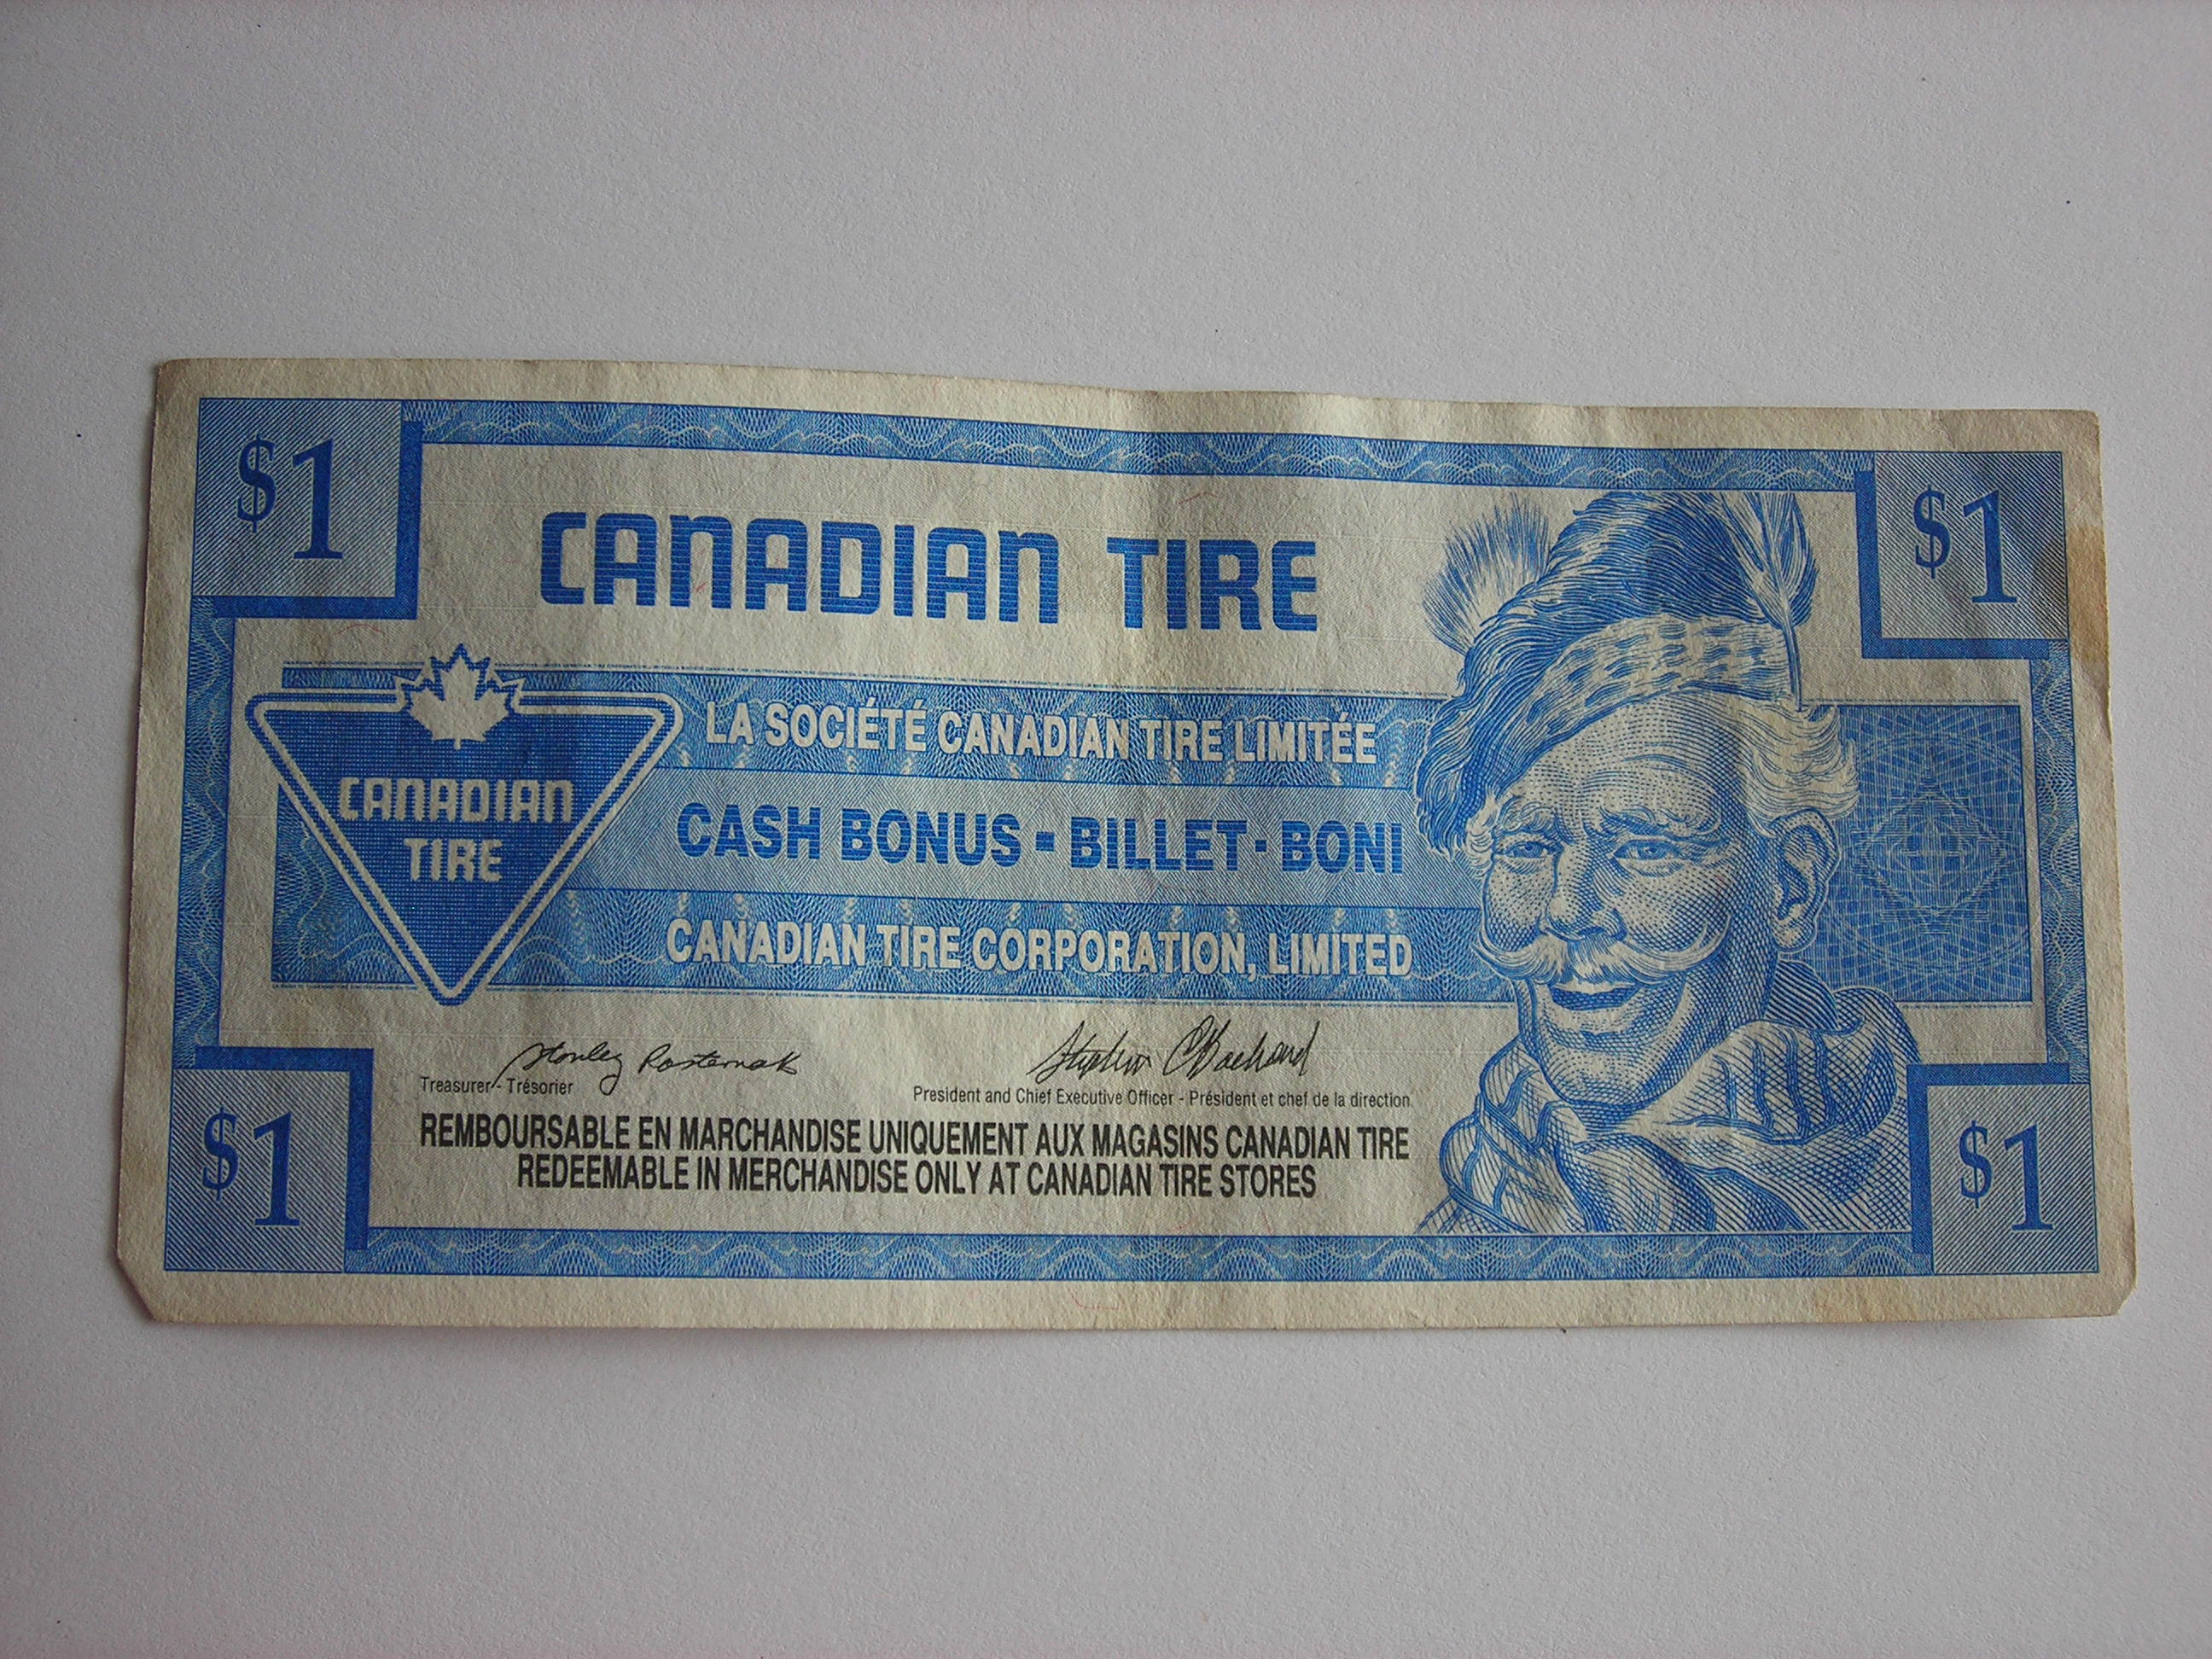 $1
$1
CANADIAN TIRE
CANADIAN
TIRE
LA SOCIÉTÉ CANADIAN TIRE LIMITÉE
CASH BONUS - BILLET - BONI
CANADIAN TIRE CORPORATION, LIMITED
Treasurer - Trésorier
President and Chief Executive Officer - Président et chef de la direction
REMBOURSABLE EN MARCHANDISE UNIQUEMENT AUX MAGASINS CANADIAN TIRE
REDEEMABLE IN MERCHANDISE ONLY AT CANADIAN TIRE STORES
$1
$1